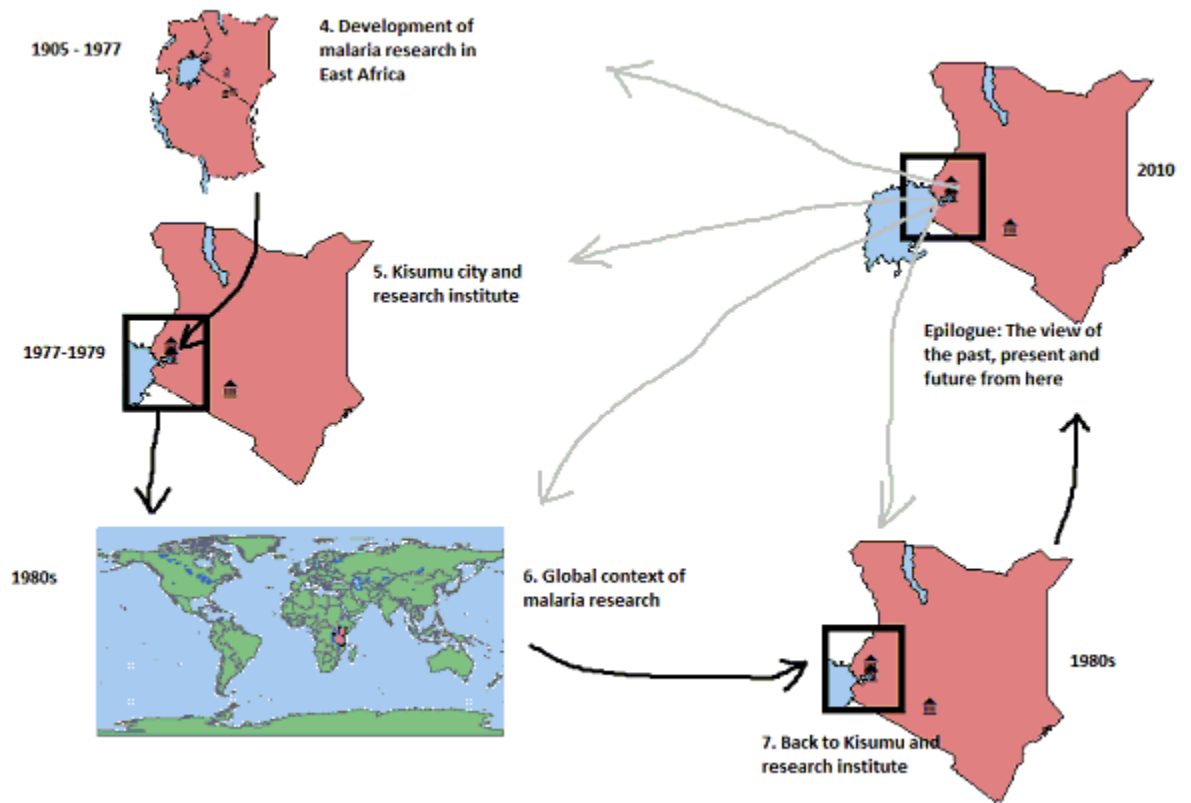 1905 - 1977
4. Development of
malaria research in
East Africa
2010
5. Kisumu city and
research institute
1977-1979
Epilogue: The view of
the past, present and
future from here
1980s
6. Global context of
malaria research
1980s
7. Back to Kisumu and
research institute